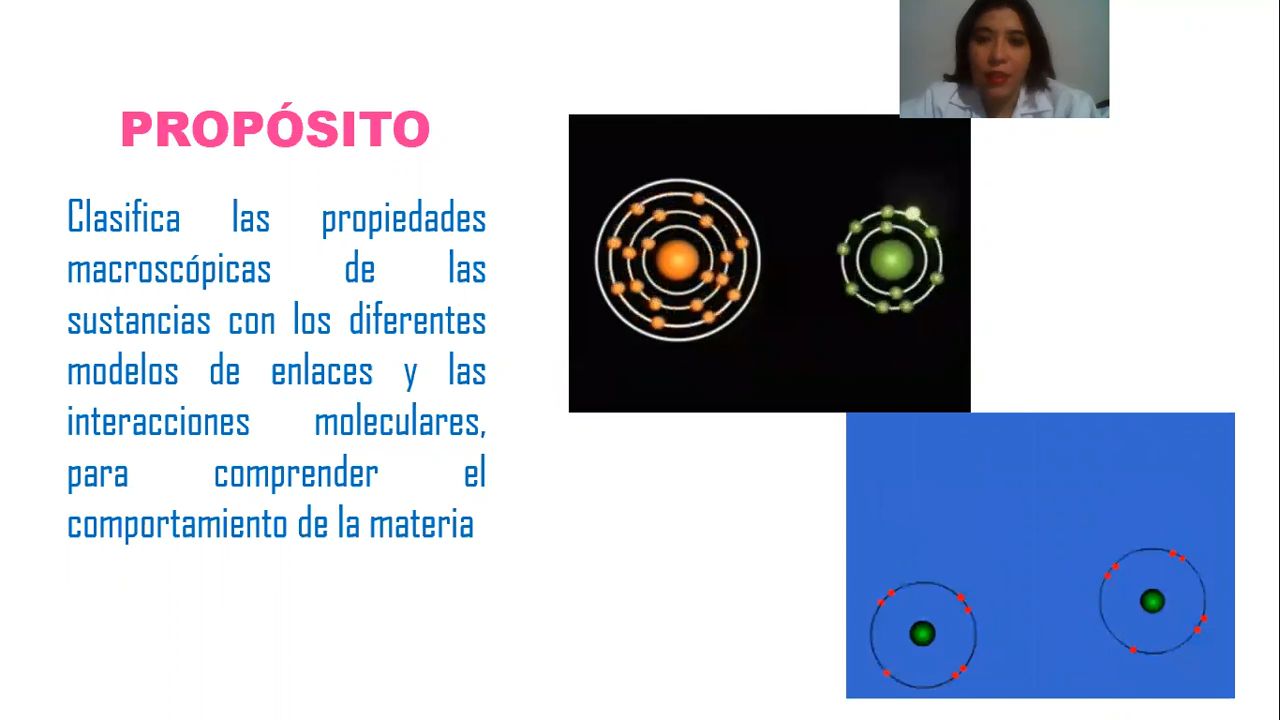 PROPÓSITO
Clasifica las propiedades
macroscópicas de las
sustancias con los diferentes
modelos de enlaces y las
interacciones moleculares,
para comprender el
comportamiento de la materia